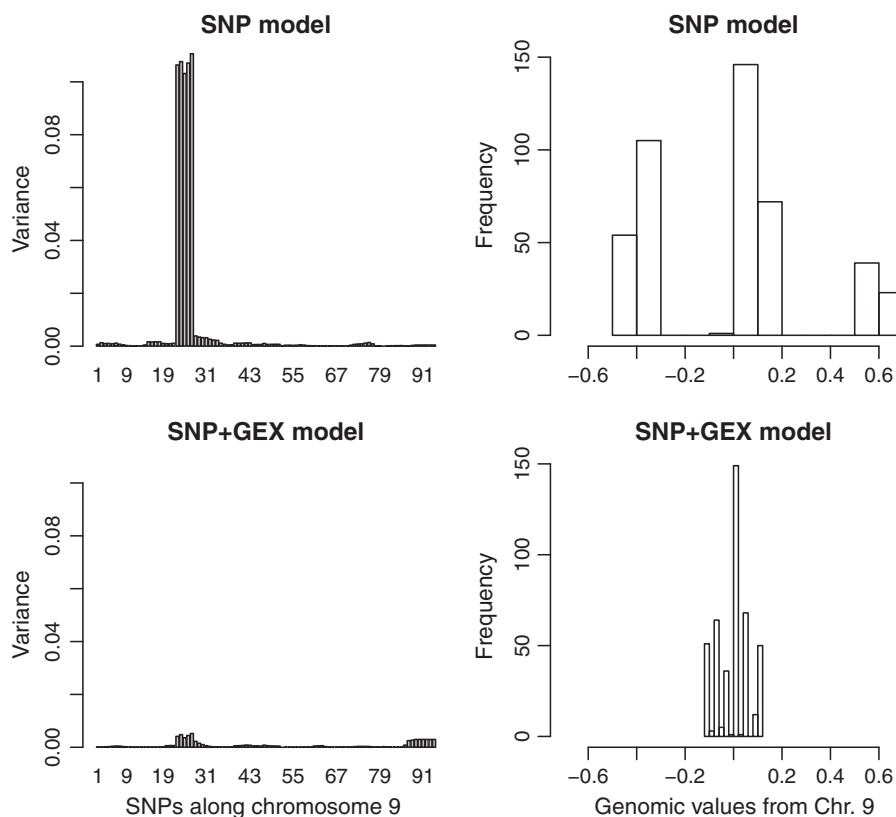 SNP model
Variance
0.00
0.04
0.08
1 9 19 31 43 55 67 79 91
SNP model
Frequency
0
50
100
150
−0.6 −0.2 0.2 0.4 0.6
SNP+GEX model
Variance
0.00
0.04
0.08
1 9 19 31 43 55 67 79 91
SNPs along chromosome 9
SNP+GEX model
Frequency
0
50
100
150
−0.6 −0.2 0.2 0.4 0.6
Genomic values from Chr. 9